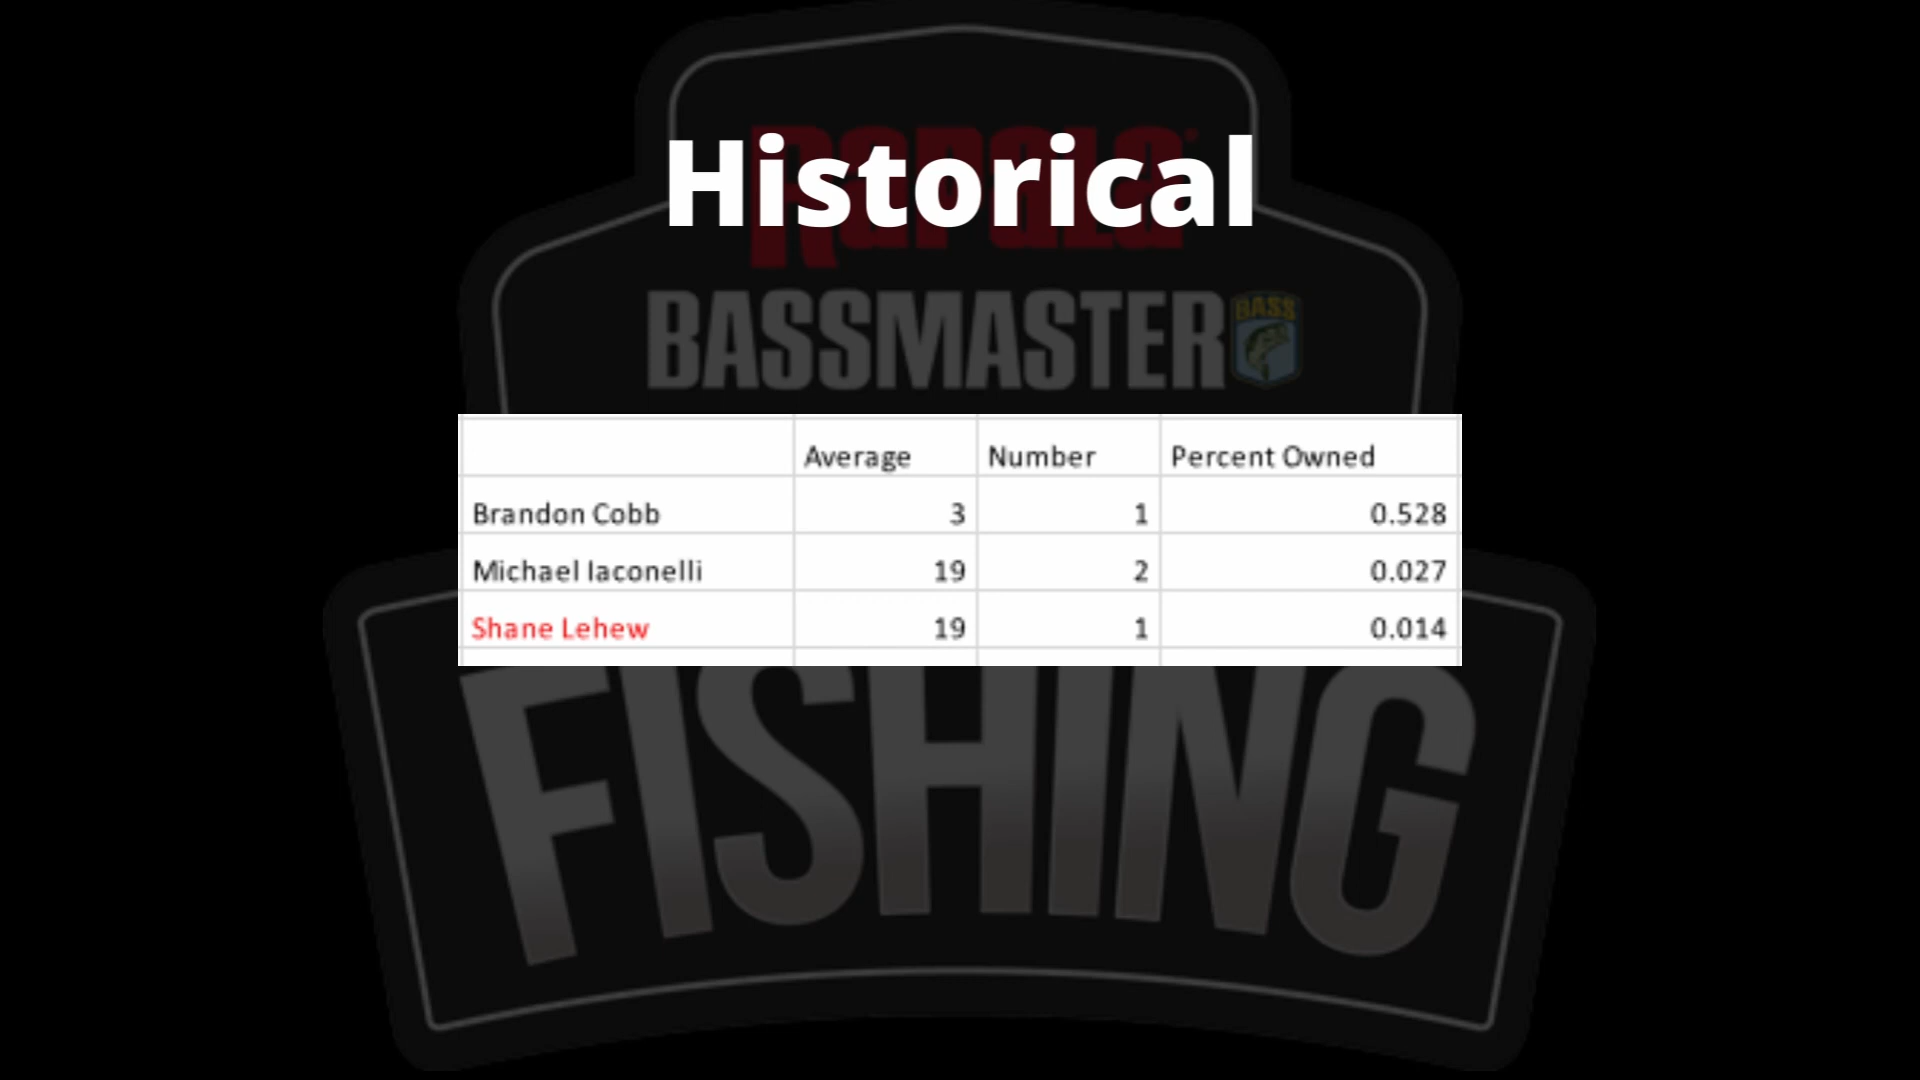 Historical
Rapala
BASSMASTER BASS
Average Number Percent Owned
Brandon Cobb 3 1 0.528
Michael Iaconelli 19 2 0.027
Shane Lehew 19 1 0.014
FISHING